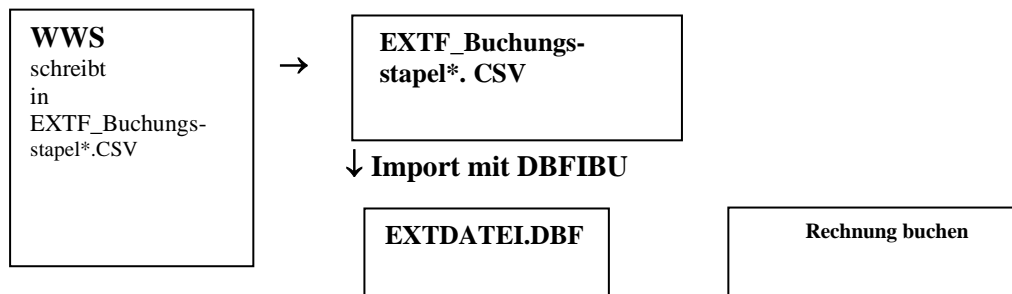 WWS
schreibt
in
EXTF_Buchungs-
stapel*.CSV
→
EXTF_Buchungs-
stapel*. CSV
↓ Import mit DBFIBU
EXTDATEI.DBF
Rechnung buchen